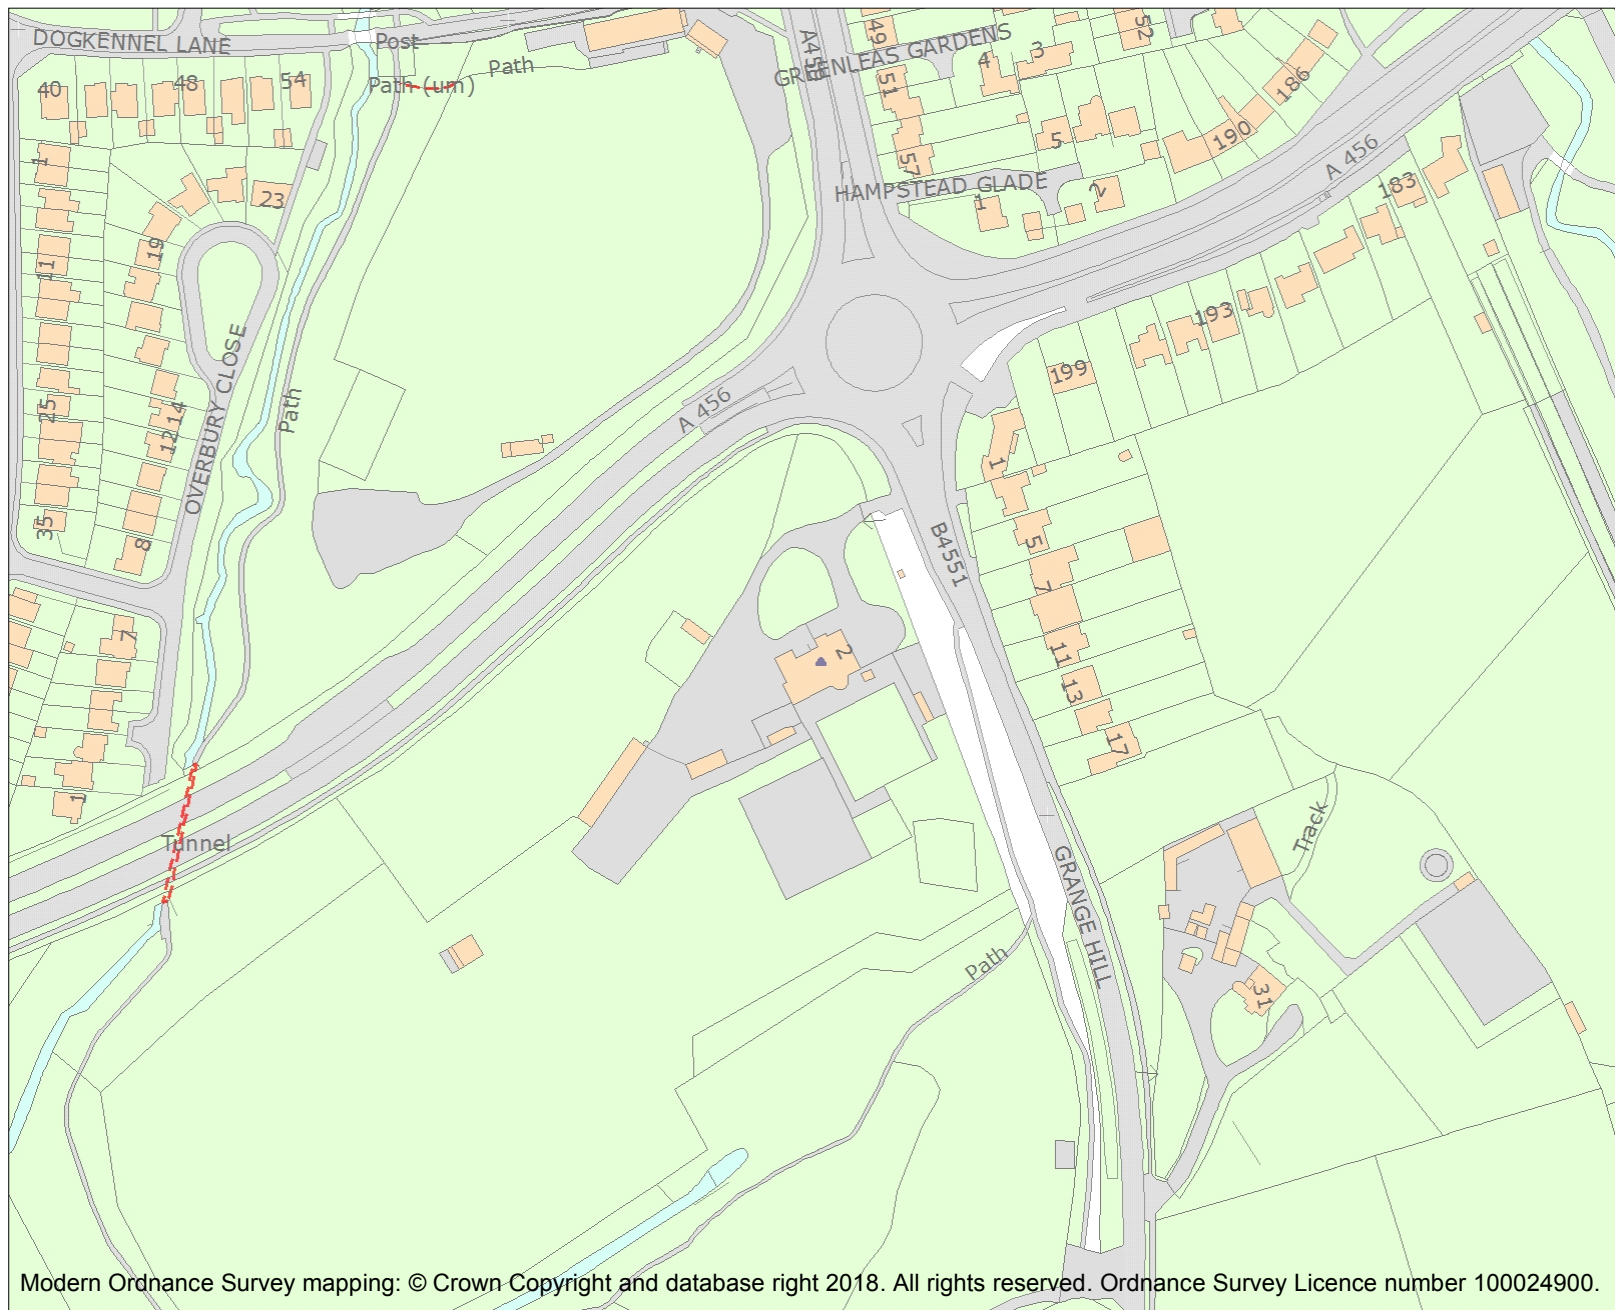 DOGKENNEL LANE
Post
Path (um)
Path
A459
GREENLEAS GARDENS
49
51
57
4
3
52
5
186
190
A 456
183
HAMPSTEAD GLADE
1
2
40
48
54
1
23
19
11
25
35
14
12
8
OVERBURY CLOSE
Path
A 456
193
199
1
5
7
11
13
17
B4551
2
7
1
Tunnel
GRANGE HILL
Track
31
Path
Modern Ordnance Survey mapping: © Crown Copyright and database right 2018. All rights reserved. Ordnance Survey Licence number 100024900.